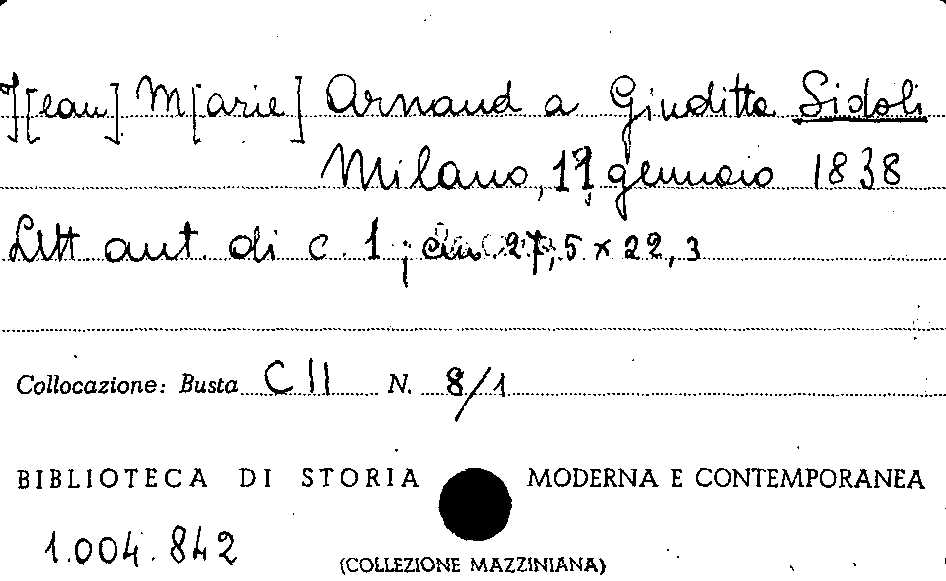 J[ean] M[arie] Arnaud a Giuditta Sidoli
Milano, 19 gennaio 1838
Lett. aut. di c. 1; cm 27,5 x 22,3
Collocazione: Busta C II N. 8/1
BIBLIOTECA DI STORIA MODERNA E CONTEMPORANEA
1.004.842
(COLLEZIONE MAZZINIANA)